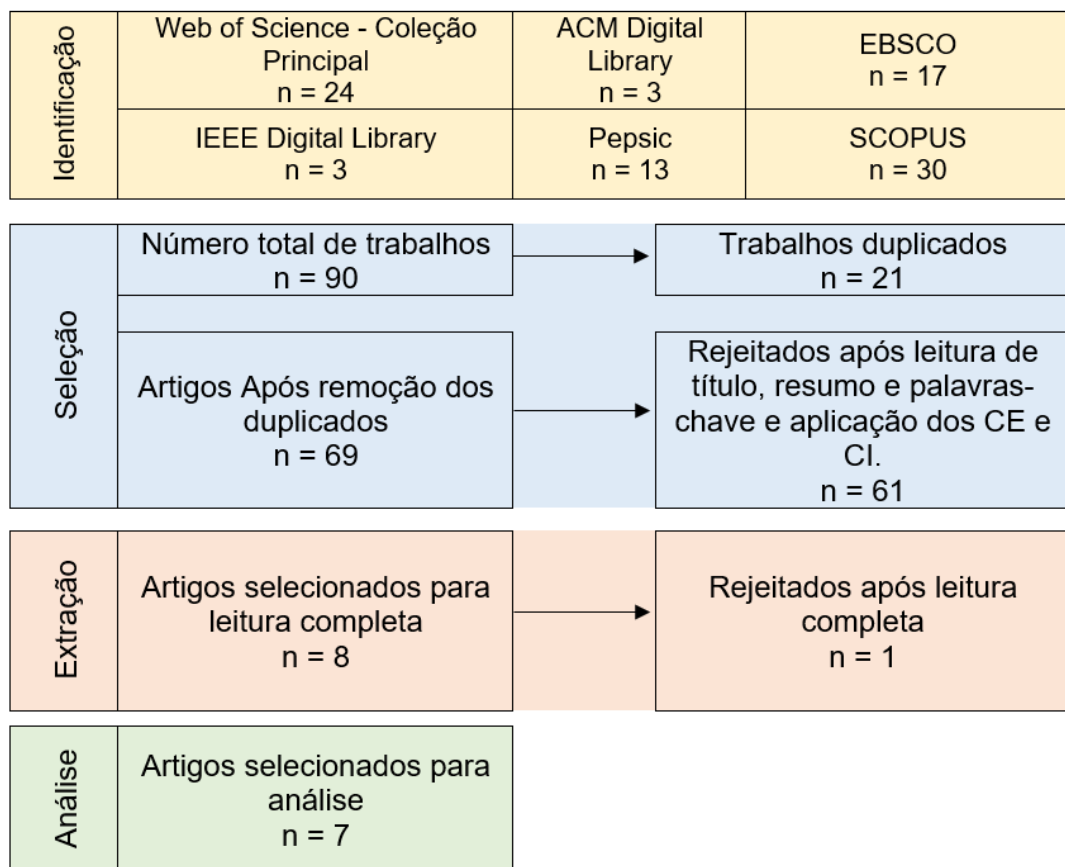 Identificação
Web of Science - Coleção
Principal
n = 24
ACM Digital
Library
n = 3
EBSCO
n = 17
IEEE Digital Library
n = 3
Pepsic
n = 13
SCOPUS
n = 30
Seleção
Número total de trabalhos
n = 90
Trabalhos duplicados
n = 21
Artigos Após remoção dos
duplicados
n = 69
Rejeitados após leitura de
título, resumo e palavras-
chave e aplicação dos CE e
CI.
n = 61
Extração
Artigos selecionados para
leitura completa
n = 8
Rejeitados após leitura
completa
n = 1
Análise
Artigos selecionados para
análise
n = 7